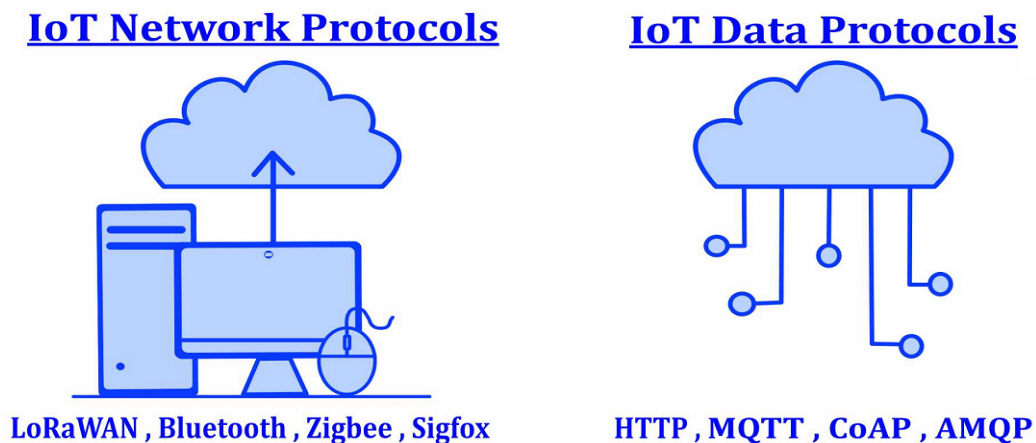 IoT Network Protocols
IoT Data Protocols
LoRaWAN , Bluetooth , Zigbee , Sigfox
HTTP , MQTT , CoAP , AMQP